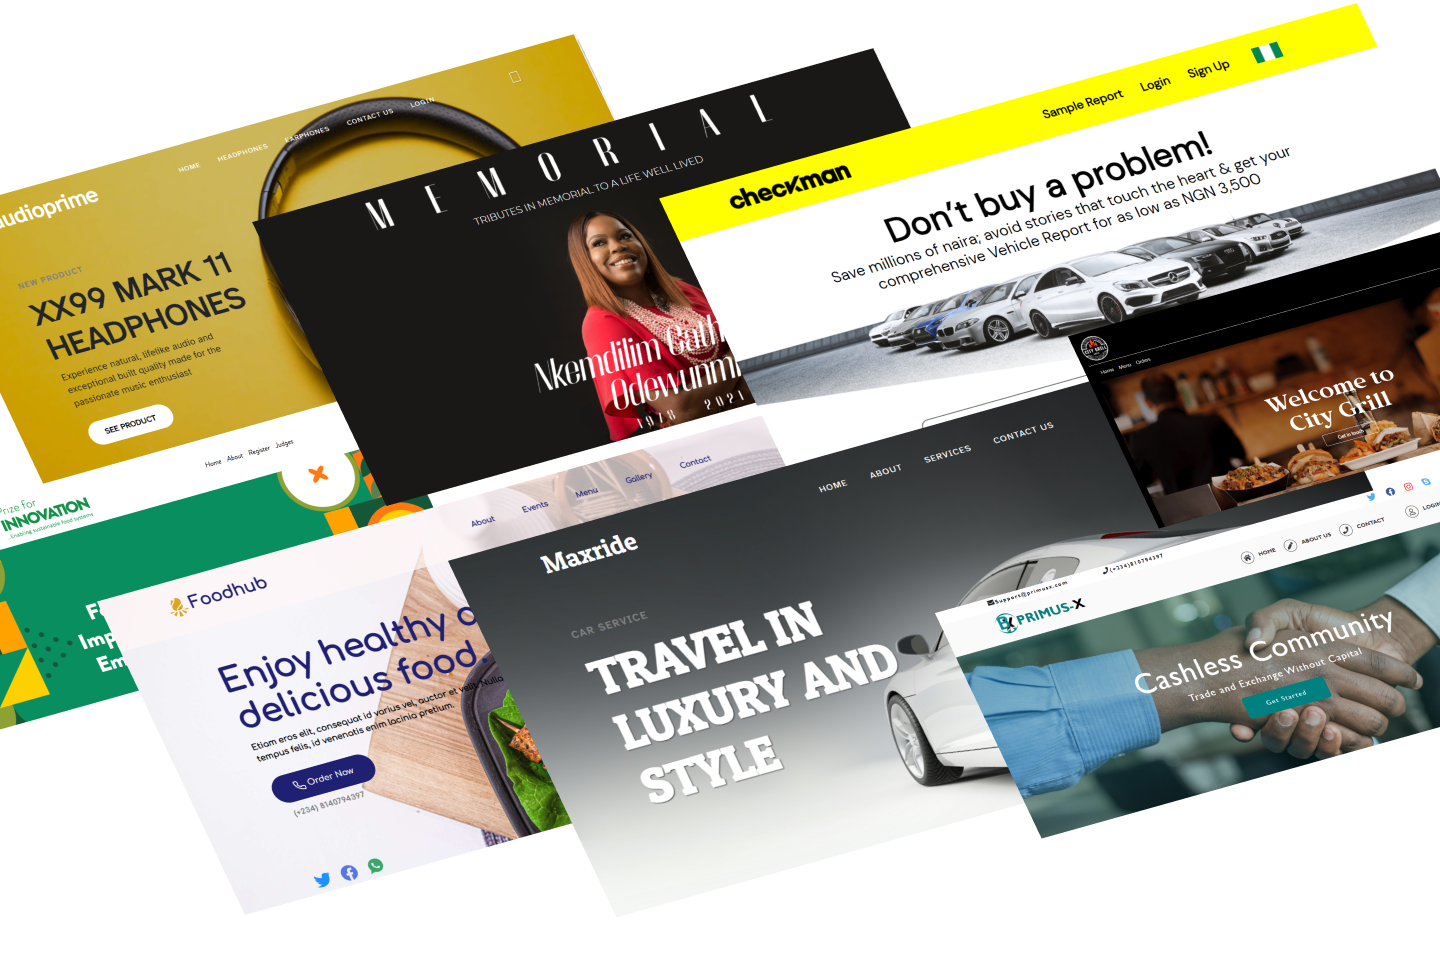 audioprime
HOME
HEADPHONES
EARPHONES
CONTACT US
LOGIN
NEW PRODUCT
XX99 MARK 11
HEADPHONES
Experience natural, lifelike audio and
exceptional built quality made for the
passionate music enthusiast
SEE PRODUCT
MEMORIAL
TRIBUTES IN MEMORIAL TO A LIFE WELL LIVED
Nkemdilim Cath
Odewunmi
1978 2021
Sample Report
Login
Sign Up
checkman
Don't buy a problem!
Save millions of naira; avoid stories that touch the heart & get your
comprehensive Vehicle Report for as low as NGN 3,500
CITY GRILL
Home Menu Orders
Welcome to
City Grill
Get in touch
Home About Register Judges
Prize for
INNOVATION
Enabling sustainable food systems
Imp
Em
About
Events
Menu
Gallery
Contact
Foodhub
Enjoy healthy
delicious food.
Etiam eros elit, consequat id varius vel, auctor et velit. Nulla
tempus felis, id venenatis enim lacinia pretium.
Order Now
(+234) 8140794397
HOME
ABOUT
SERVICES
CONTACT US
Maxride
CAR SERVICE
TRAVEL IN
LUXURY AND
STYLE
Support@primusx.com
(+234)810794397
HOME
ABOUT US
CONTACT
LOGIN
PRIMUS-X
Cashless Community
Trade and Exchange Without Capital
Get Started